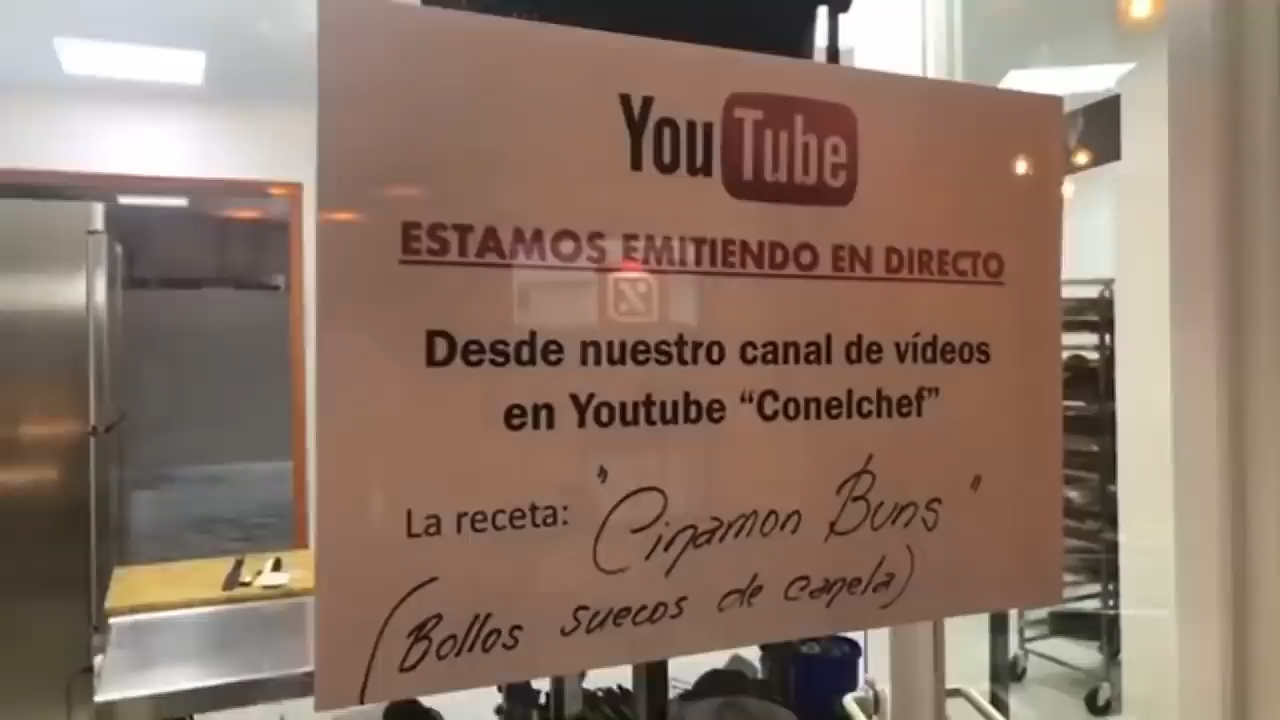 YouTube
ESTAMOS EMITIENDO EN DIRECTO
Desde nuestro canal de vídeos
en Youtube “Conelchef”
La receta: "Cinamon Buns"
(Bollos suecos de canela)